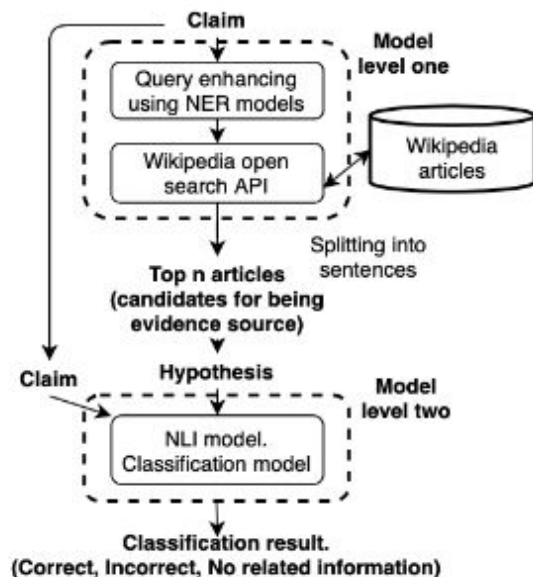 Claim
Model
level one
Query enhancing
using NER models
Wikipedia open
search API
Wikipedia
articles
Splitting into
sentences
Top n articles
(candidates for being
evidence source)
Claim
Hypothesis
Model
level two
NLI model.
Classification model
Classification result.
(Correct, Incorrect, No related information)